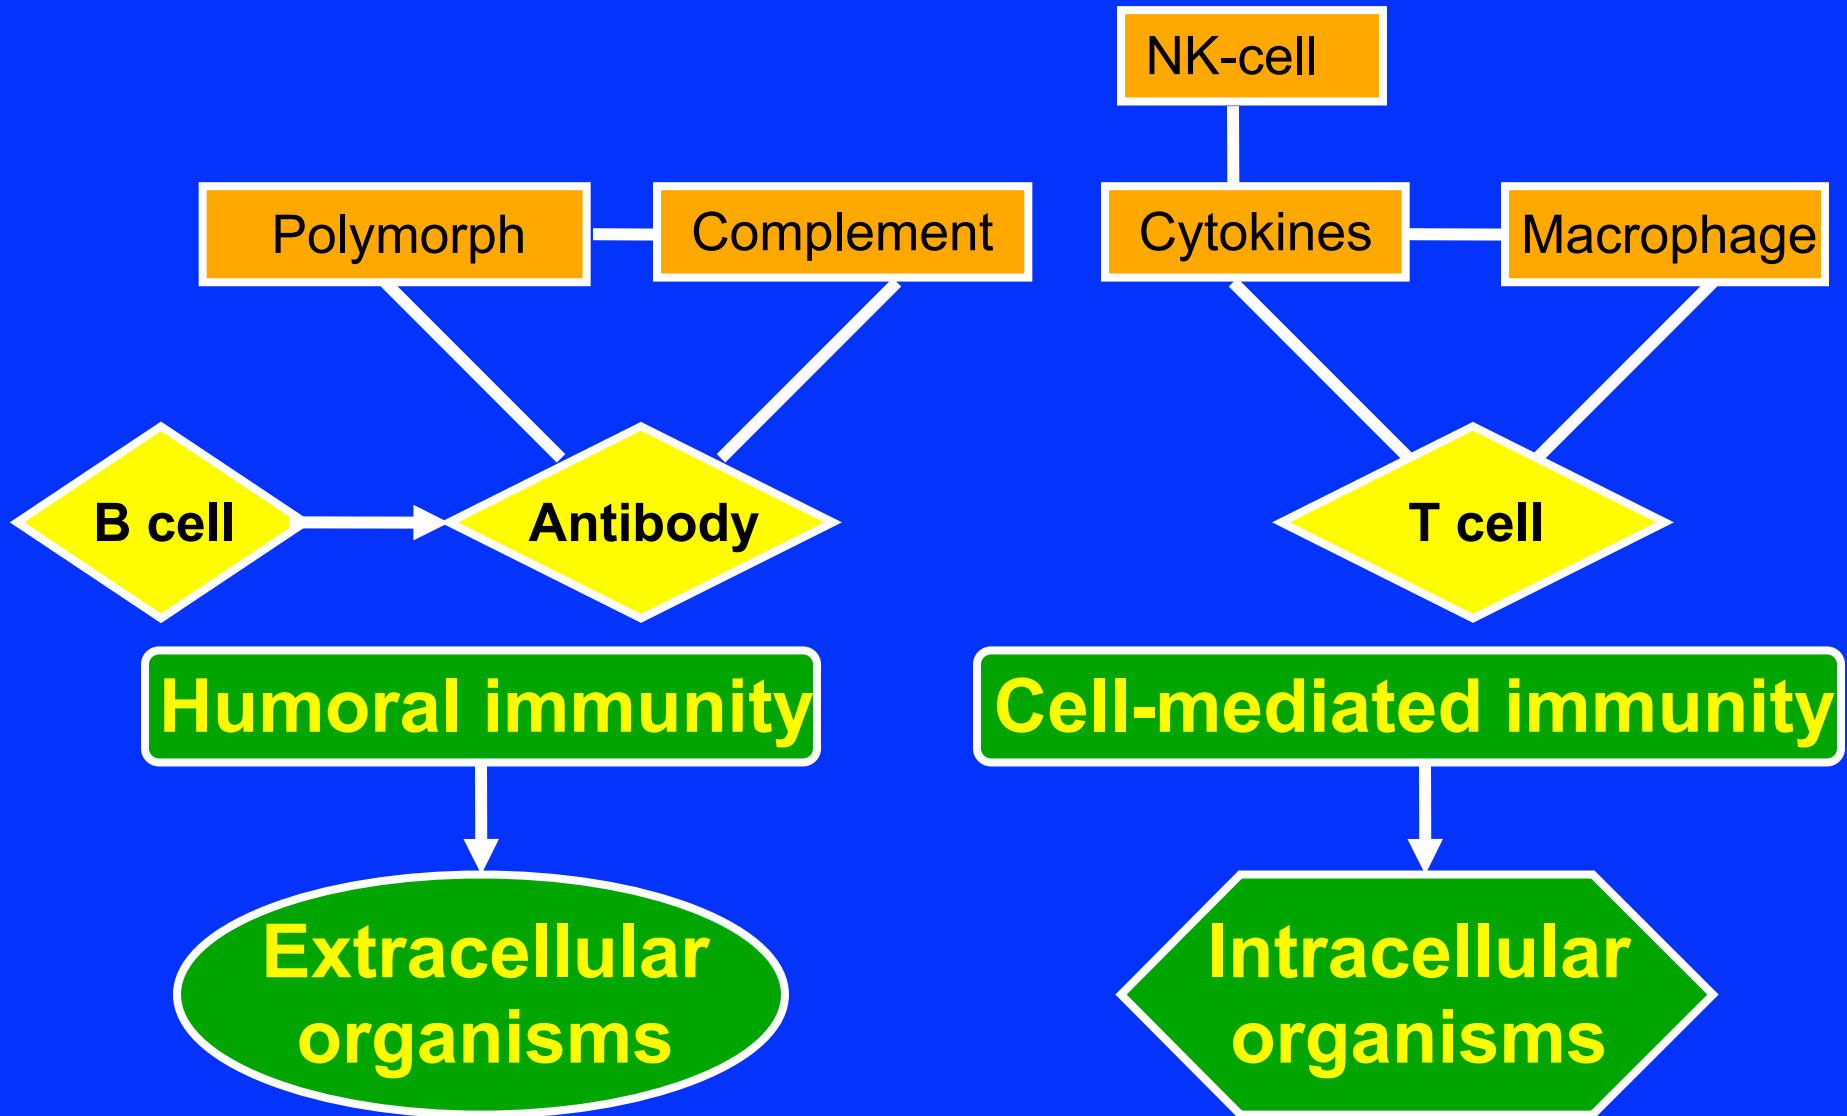 NK-cell
Polymorph
Complement
Cytokines
Macrophage
B cell
Antibody
T cell
Humoral immunity
Cell-mediated immunity
Extracellular
organisms
Intracellular
organisms